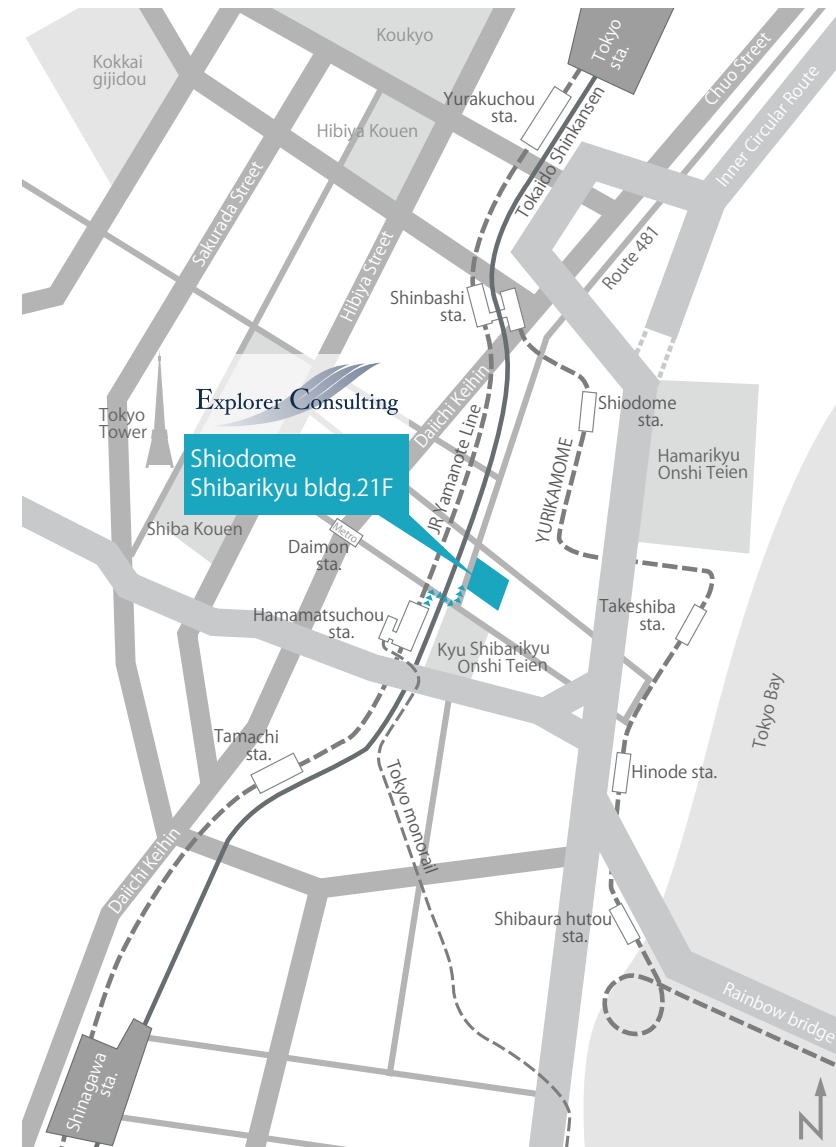 Koukyo
Tokyo
sta.
Kokkai
gijidou
Chuo Street
Yurakuchou
sta.
Inner Circular Route
Hibiya Kouen
Tokaido Shinkansen
Sakurada Street
Route 481
Hibiya Street
Shinbashi
sta.
Explorer Consulting
Daiichi Keihin
Tokyo
Tower
Shiodome
sta.
Shiodome
Shibarikyu bldg.21F
JR Yamanote Line
YURIKAMOME
Hamarikyu
Onshi Teien
Shiba Kouen
Metro
Daimon
sta.
Hamamatsuchou
sta.
Takeshiba
sta.
Kyu Shibarikyu
Onshi Teien
Tokyo Bay
Tamachi
sta.
Tokyo monorail
Hinode sta.
Daiichi Keihin
Shibaura hutou
sta.
Rainbow bridge
Shinagawa
sta.
N